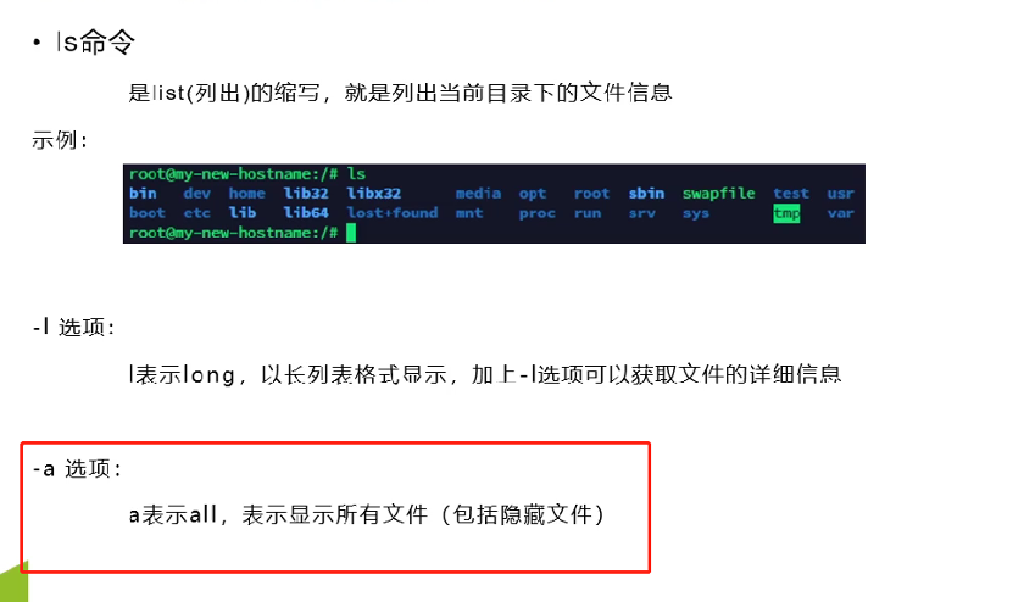 • ls命令
是list(列出)的缩写，就是列出当前目录下的文件信息
示例：
root@my-new-hostname:/# ls
bin dev home lib32 libx32 media opt root sbin swapfile test usr
boot etc lib lib64 lost+found mnt proc run srv sys tmp var
root@my-new-hostname:/#
-l 选项：
l表示long，以长列表格式显示，加上-l选项可以获取文件的详细信息
-a 选项：
a表示all，表示显示所有文件（包括隐藏文件）